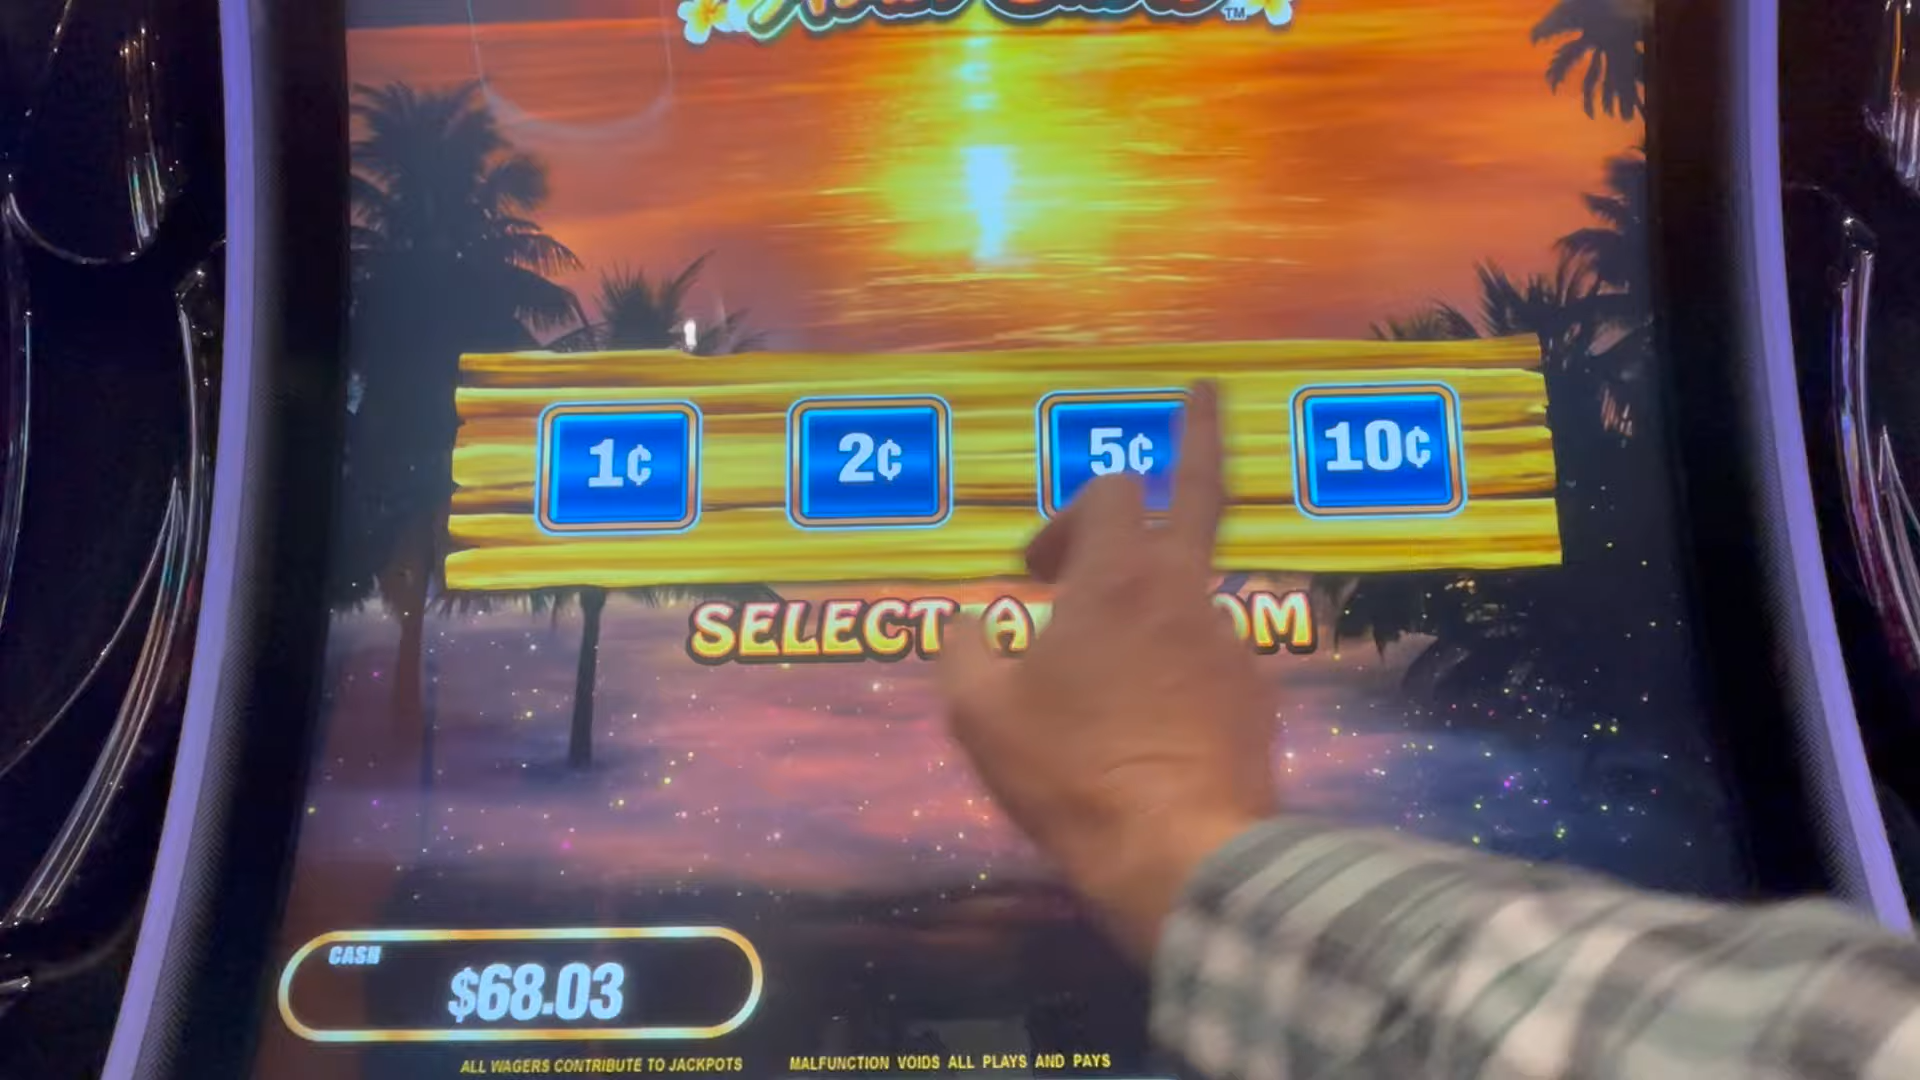 TM
1¢ 2¢ 5¢ 10¢
SELECT A
CASH
$68.03
ALL WAGERS CONTRIBUTE TO JACKPOTS MALFUNCTION VOIDS ALL PLAYS AND PAYS